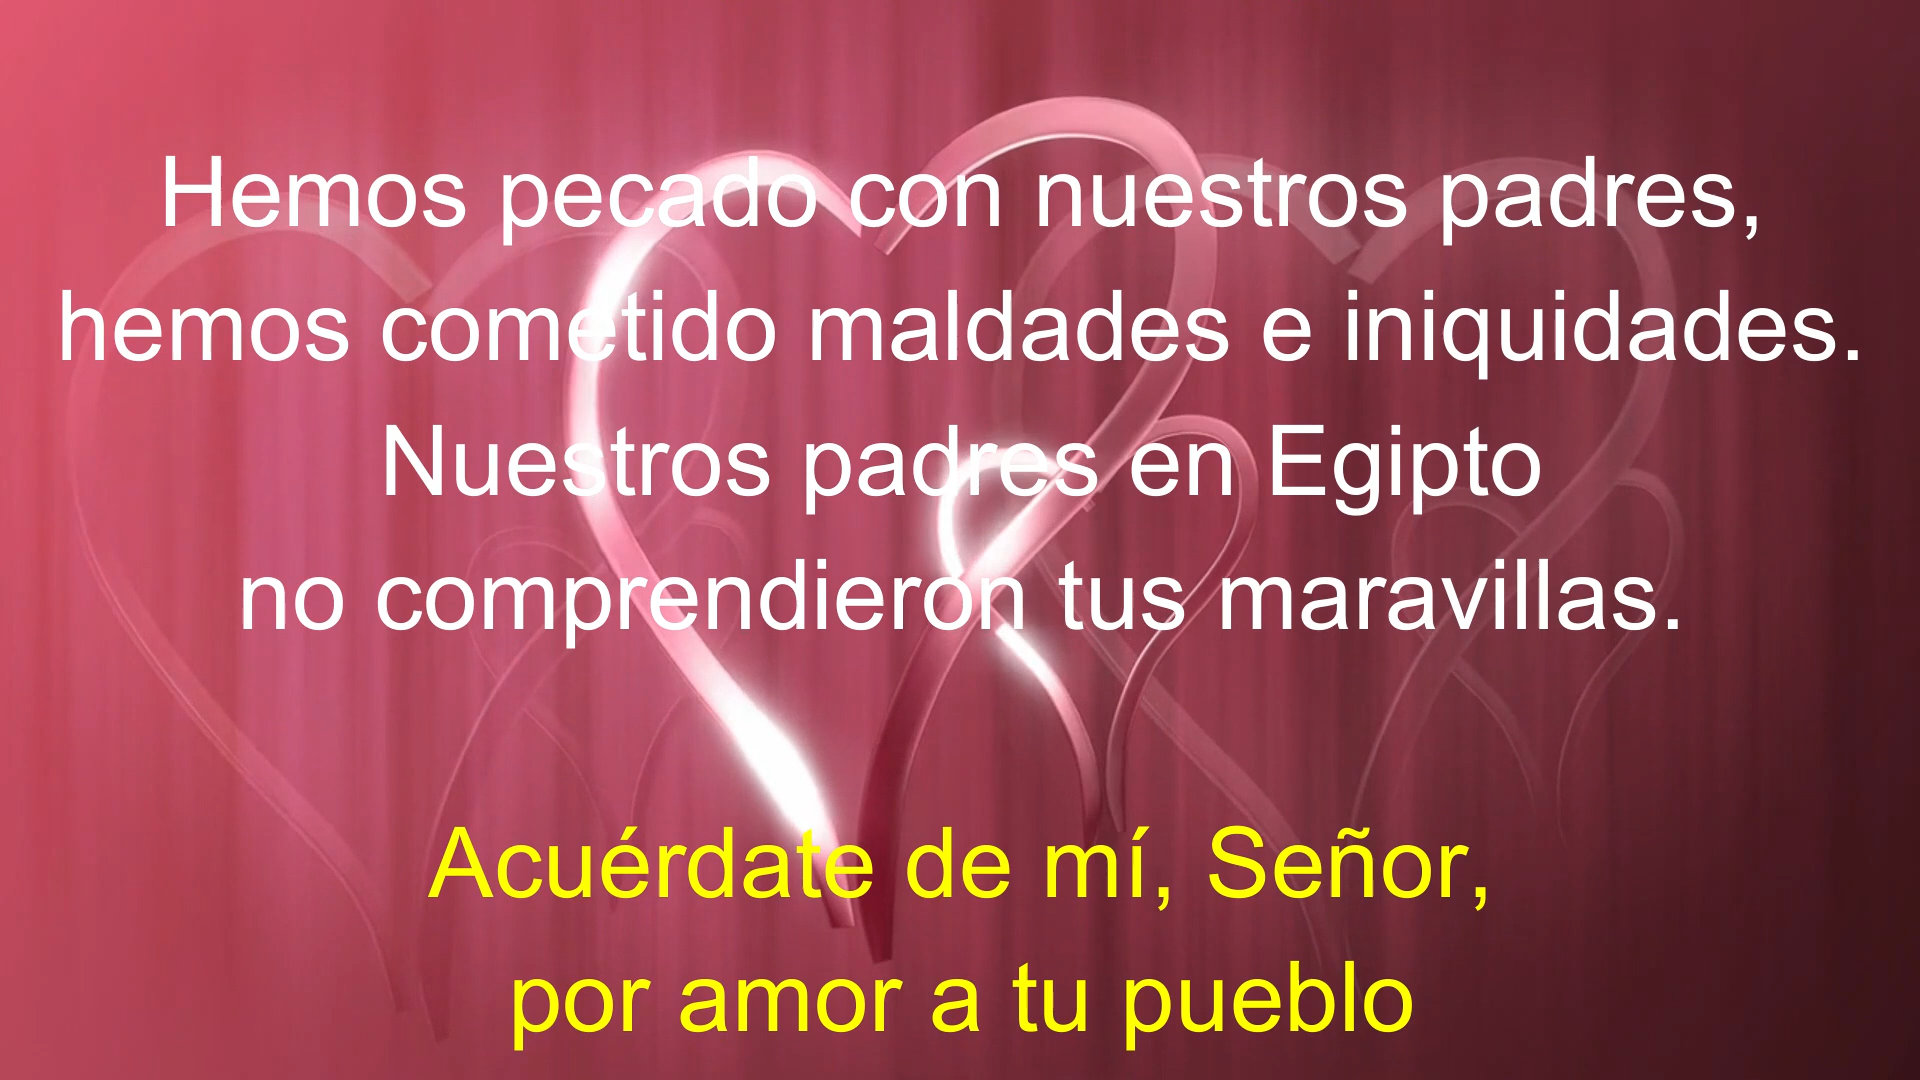 Hemos pecado con nuestros padres,
hemos cometido maldades e iniquidades.
Nuestros padres en Egipto
no comprendieron tus maravillas.
Acuérdate de mí, Señor,
por amor a tu pueblo